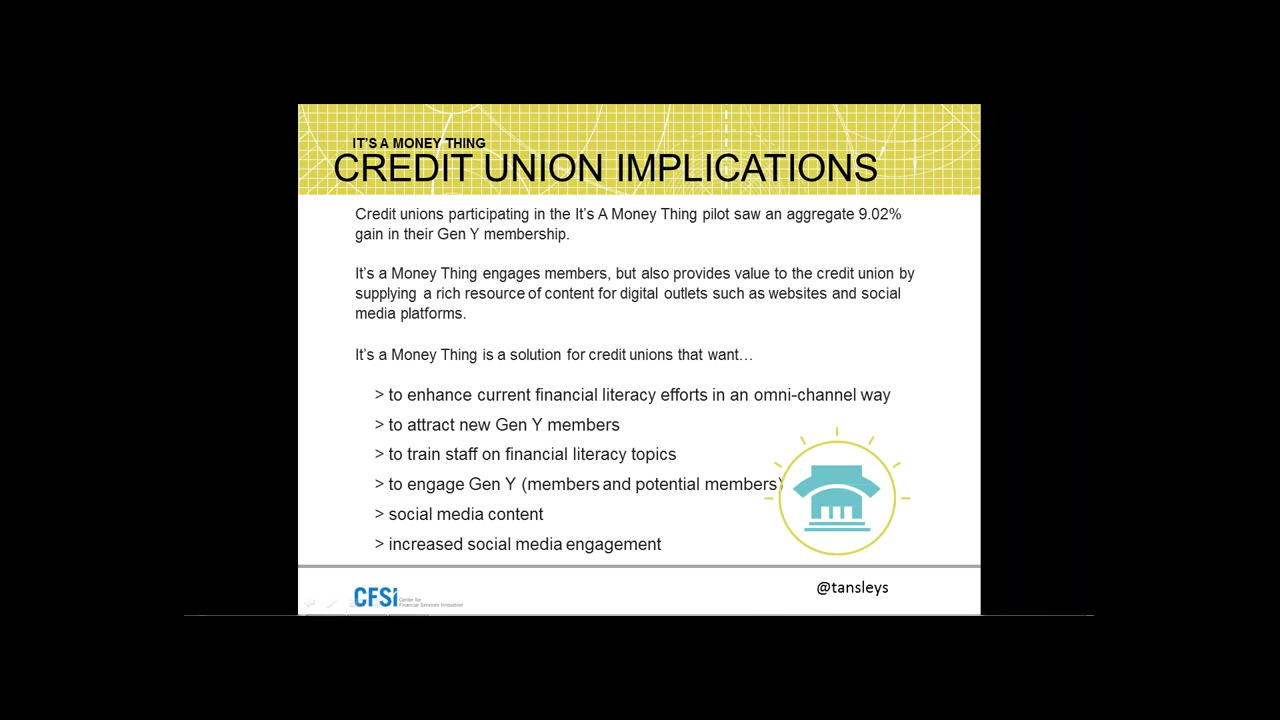 IT'S A MONEY THING
CREDIT UNION IMPLICATIONS
Credit unions participating in the It's A Money Thing pilot saw an aggregate 9.02%
gain in their Gen Y membership.
It's a Money Thing engages members, but also provides value to the credit union by
supplying a rich resource of content for digital outlets such as websites and social
media platforms.
It's a Money Thing is a solution for credit unions that want…
> to enhance current financial literacy efforts in an omni-channel way
> to attract new Gen Y members
> to train staff on financial literacy topics
> to engage Gen Y (members and potential members)
> social media content
> increased social media engagement
CFSi
Center for
Financial Services Innovation
@tansleys